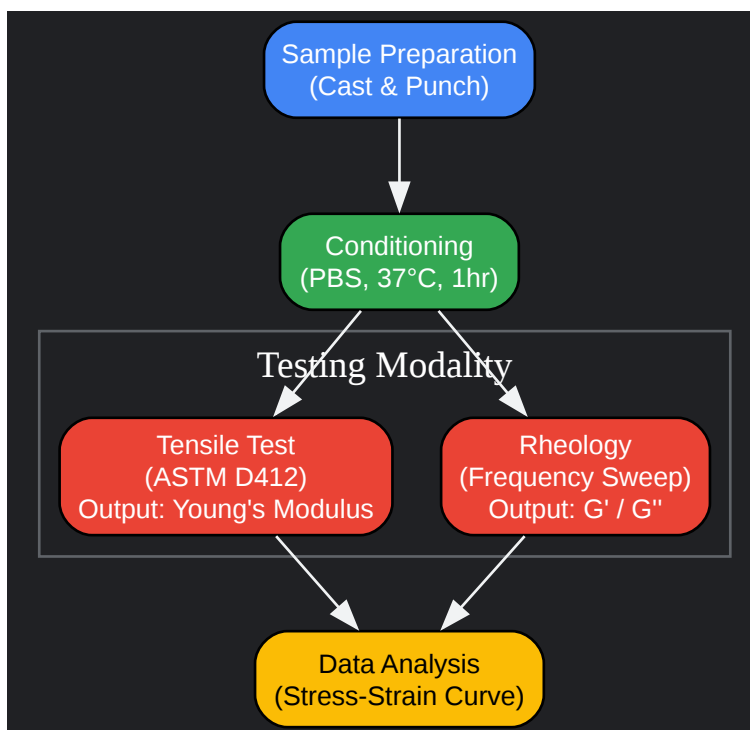 Sample Preparation
(Cast & Punch)
Conditioning
(PBS, 37°C, 1hr)
Testing Modality
Tensile Test
(ASTM D412)
Output: Young's Modulus
Rheology
(Frequency Sweep)
Output: G' / G''
Data Analysis
(Stress-Strain Curve)